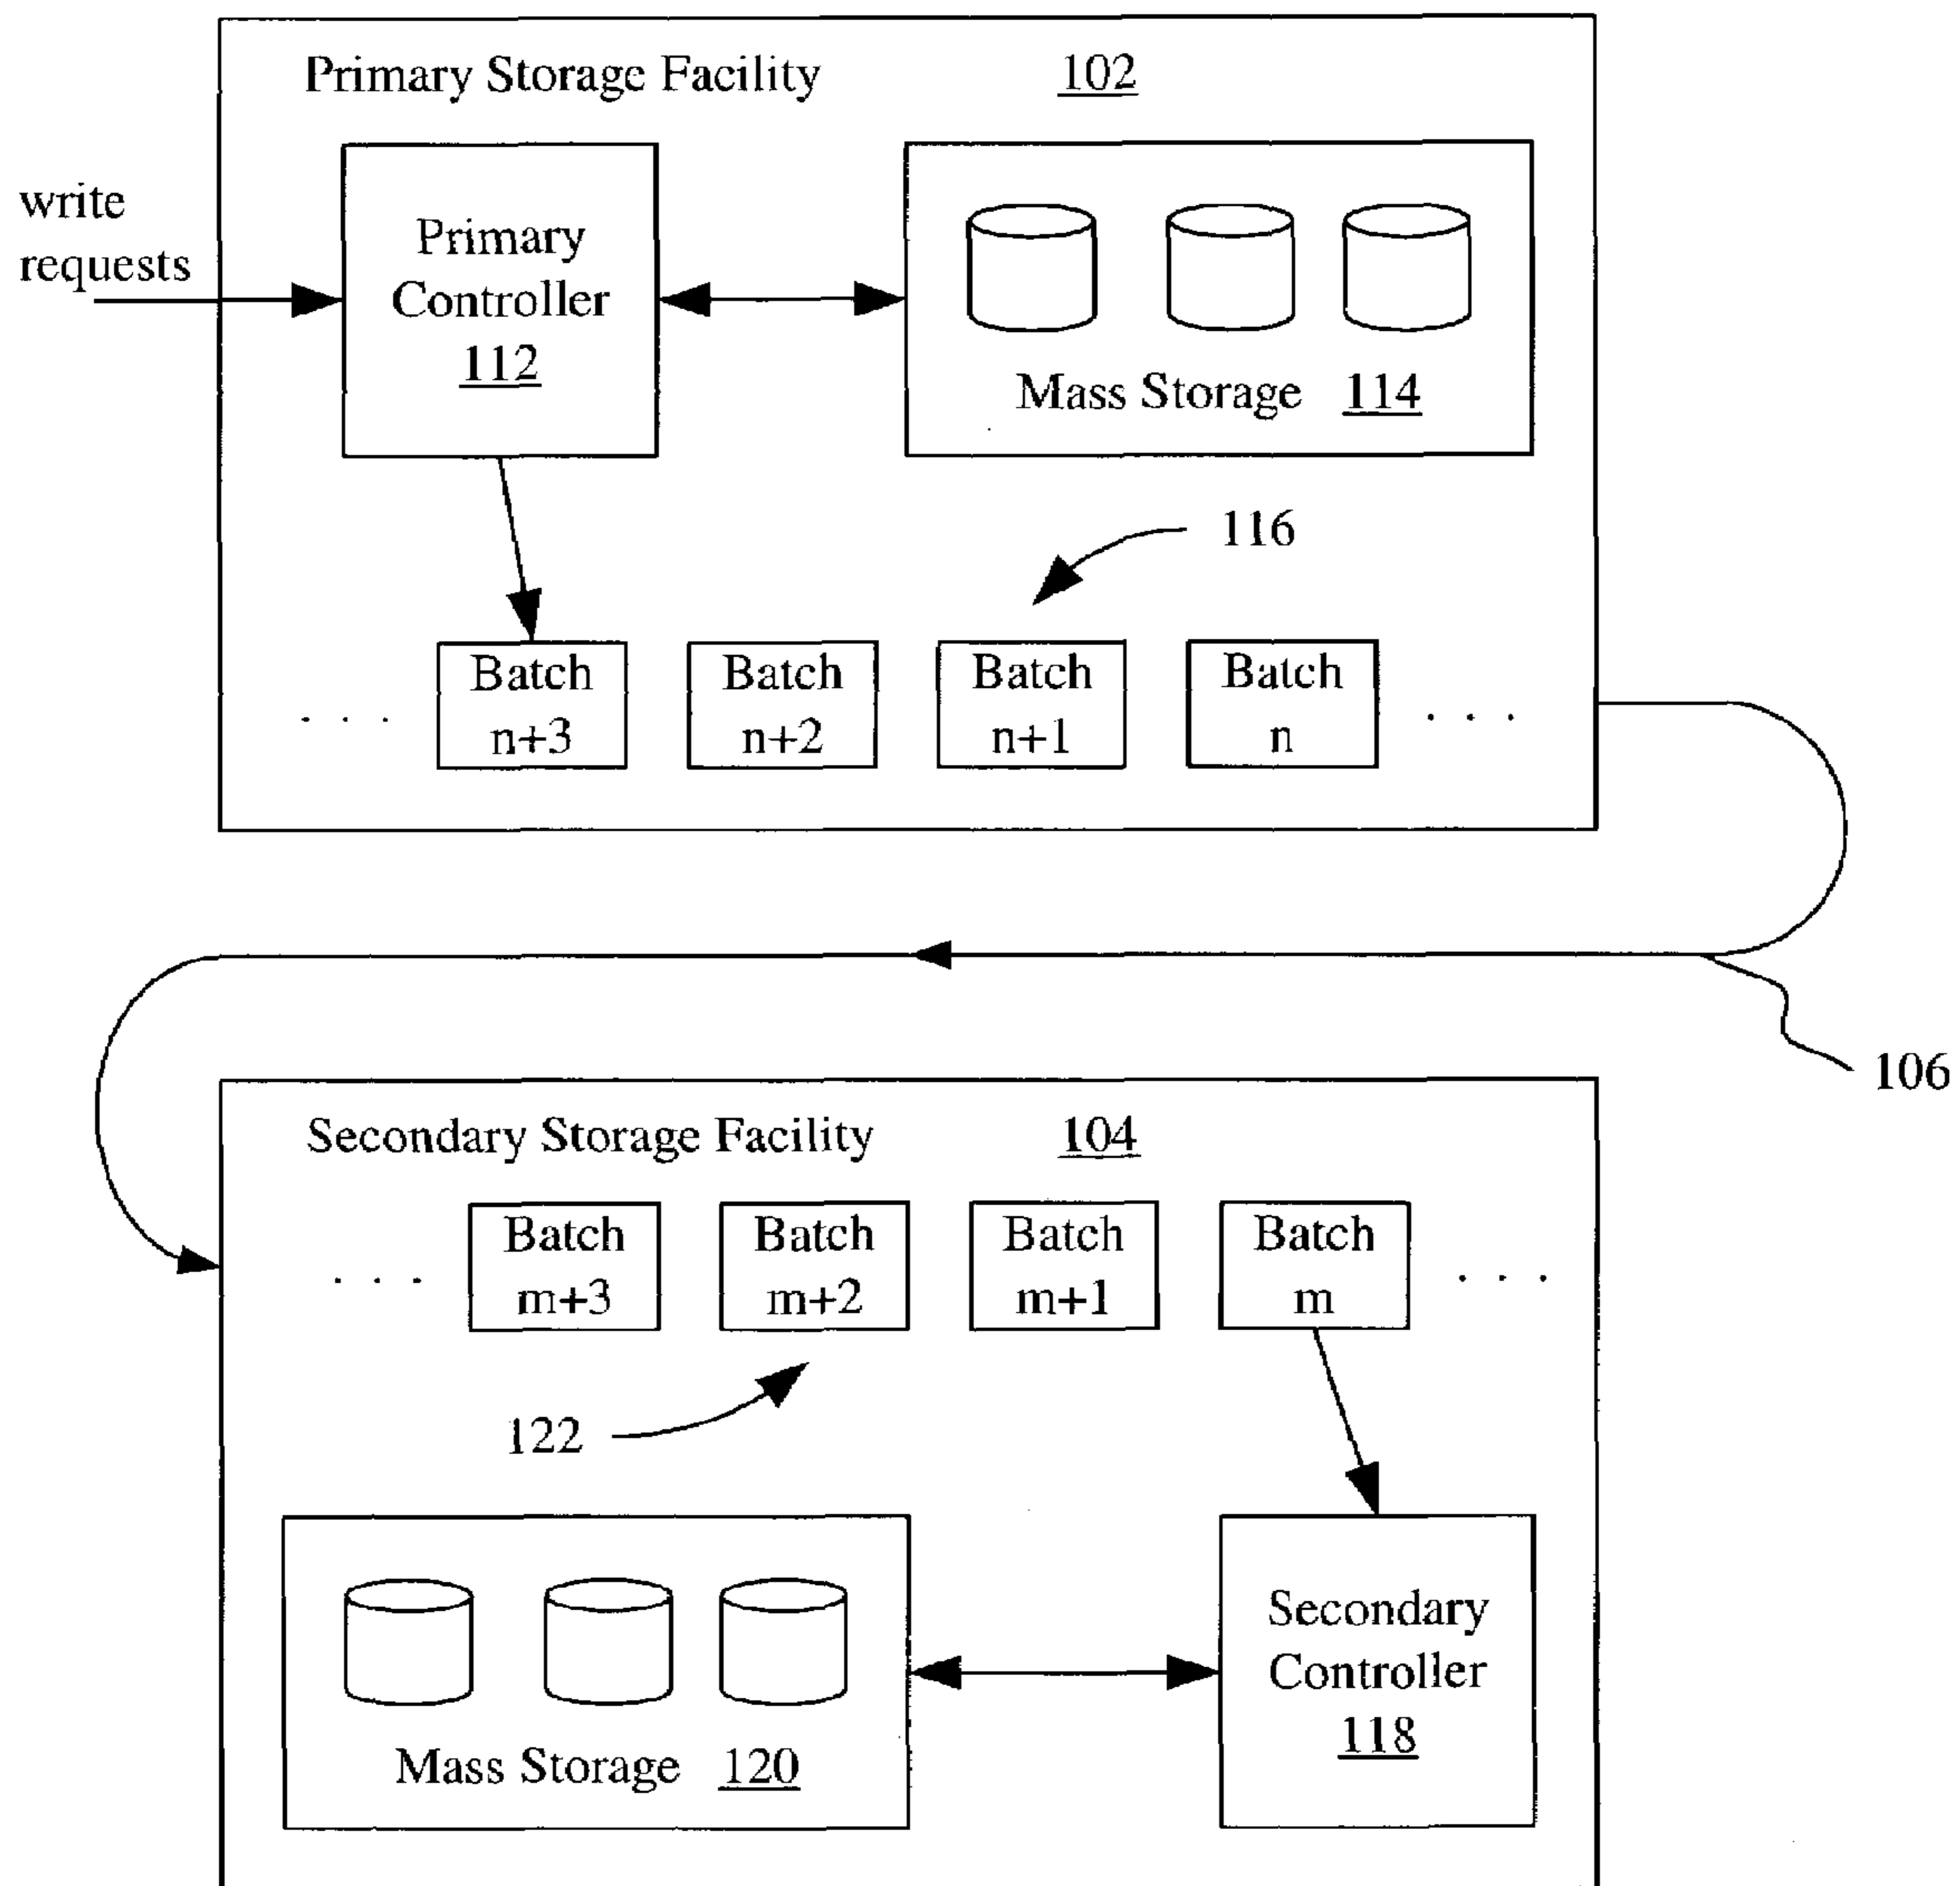 Primary Storage Facility 102
write
requests
Primary
Controller
112
Mass Storage 114
116
Batch
n+3
Batch
n+2
Batch
n+1
Batch
n
. . .
. . .
106
Secondary Storage Facility 104
Batch
m+3
Batch
m+2
Batch
m+1
Batch
m
. . .
. . .
122
Mass Storage 120
Secondary
Controller
118